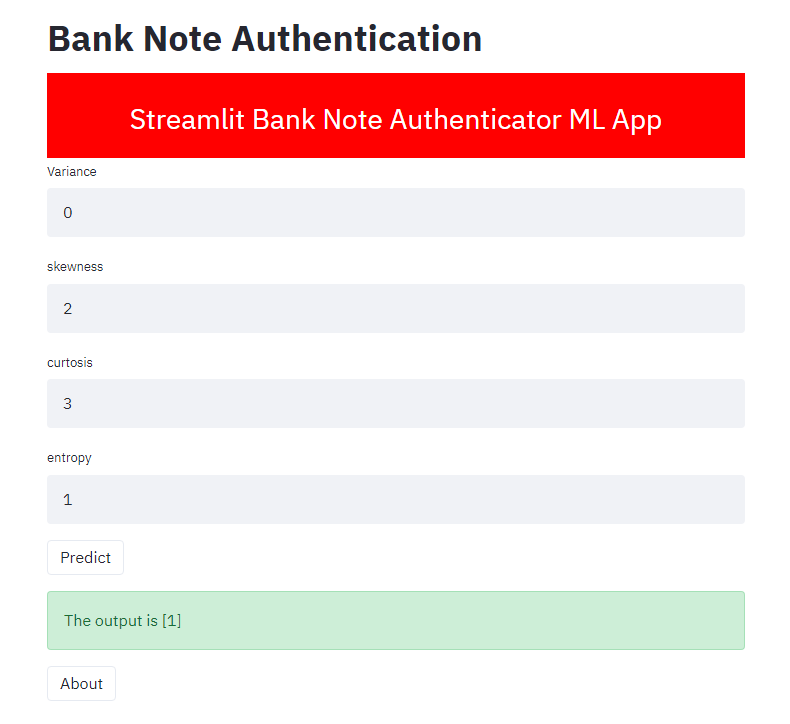 Bank Note Authentication
Streamlit Bank Note Authenticator ML App
Variance
0
skewness
2
curtosis
3
entropy
1
Predict
The output is [1]
About